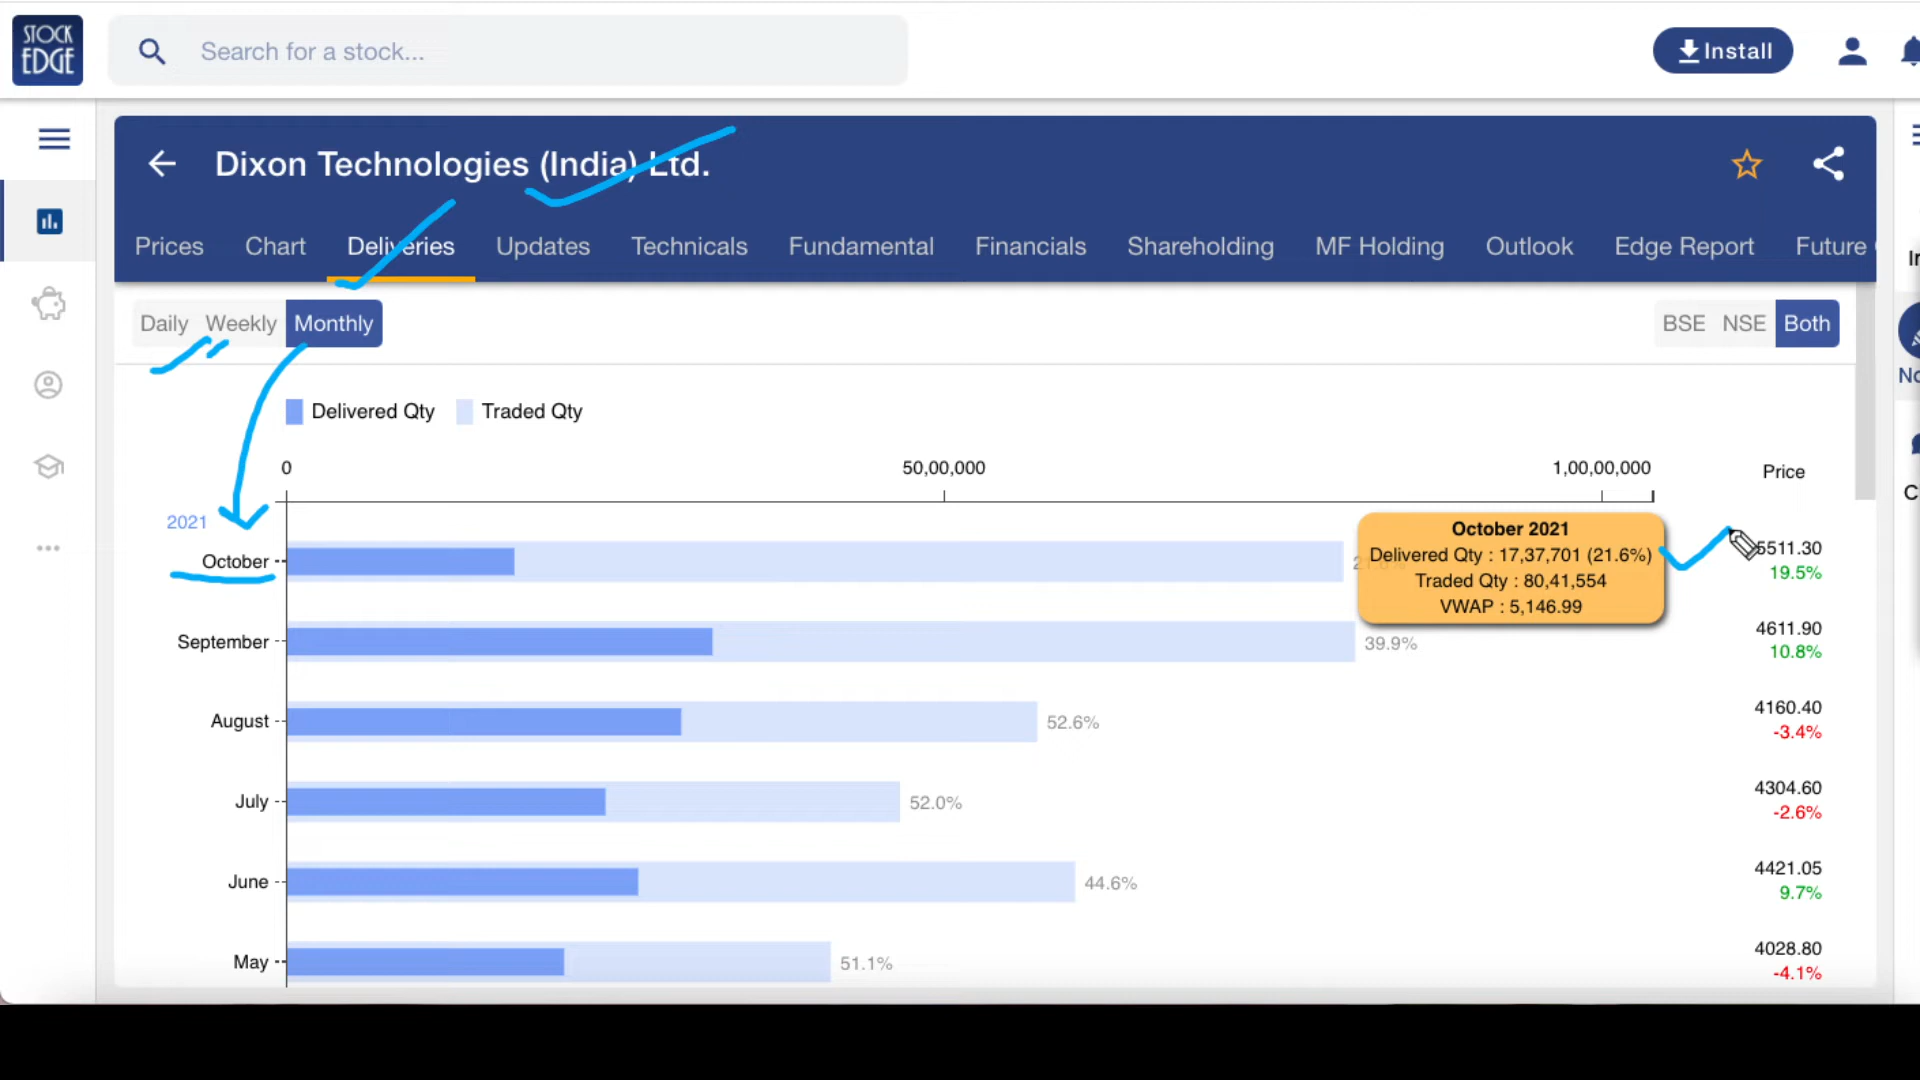 STOCK
EDGE
Search for a stock...
Install
Dixon Technologies (India) Ltd.
Prices Chart Deliveries Updates Technicals Fundamental Financials Shareholding MF Holding Outlook Edge Report Future
Daily Weekly Monthly
BSE NSE Both
Delivered Qty Traded Qty
0 50,00,000 1,00,00,000 Price
2021
October
October 2021
Delivered Qty : 17,37,701 (21.6%)
Traded Qty : 80,41,554
VWAP : 5,146.99
5511.30
19.5%
September 39.9% 4611.90
10.8%
August 52.6% 4160.40
-3.4%
July 52.0% 4304.60
-2.6%
June 44.6% 4421.05
9.7%
May 51.1% 4028.80
-4.1%